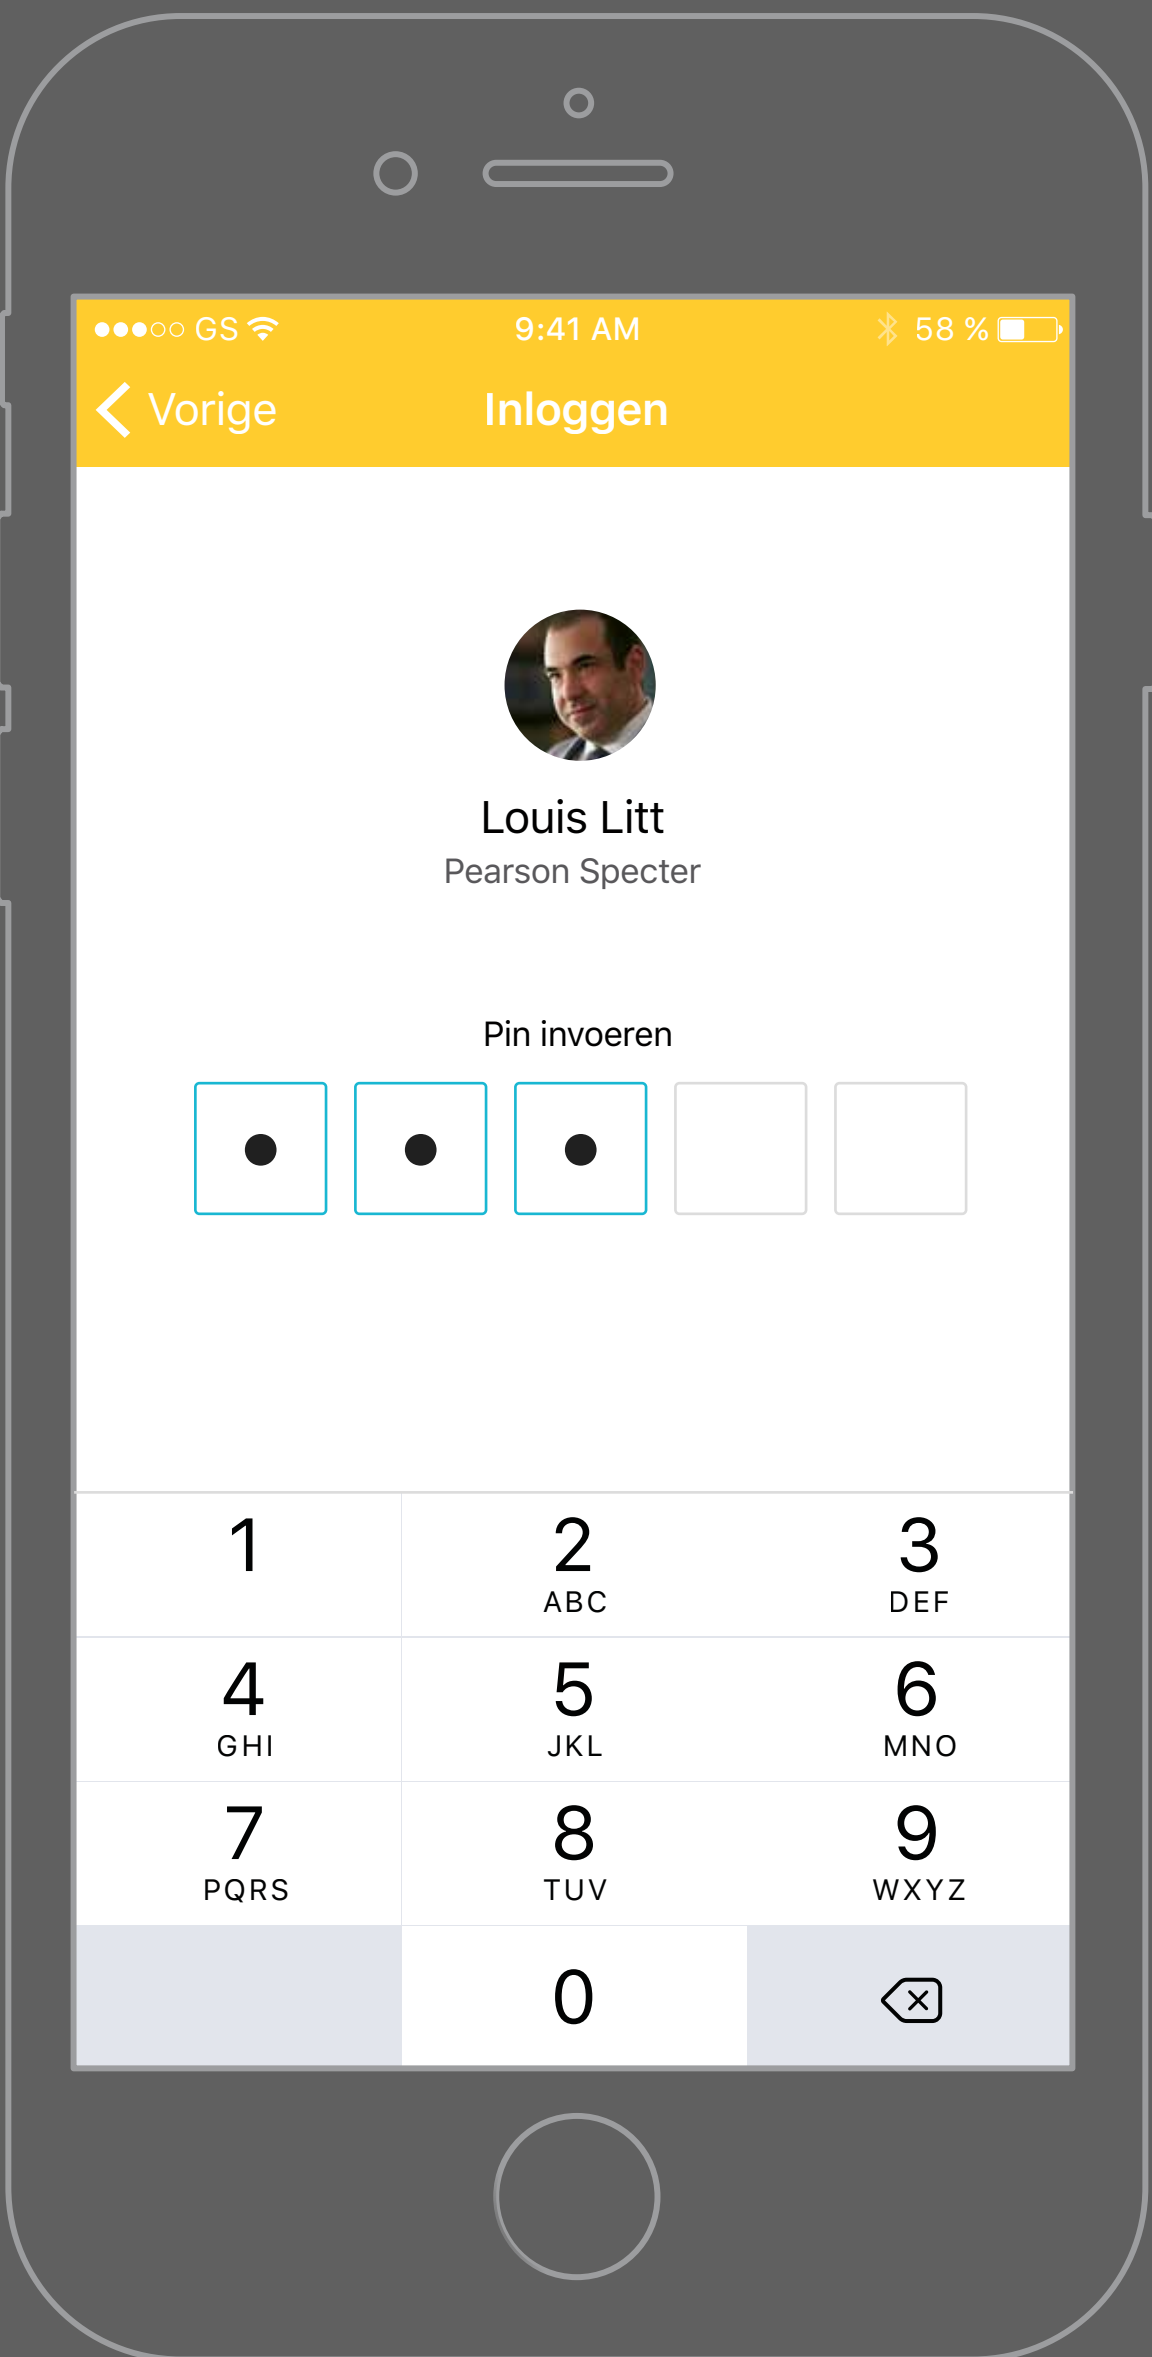 GS 9:41 AM 58 %
Vorige Inloggen
Louis Litt
Pearson Specter
Pin invoeren
1 2 3
ABC DEF
4 5 6
GHI JKL MNO
7 8 9
PQRS TUV WXYZ
0